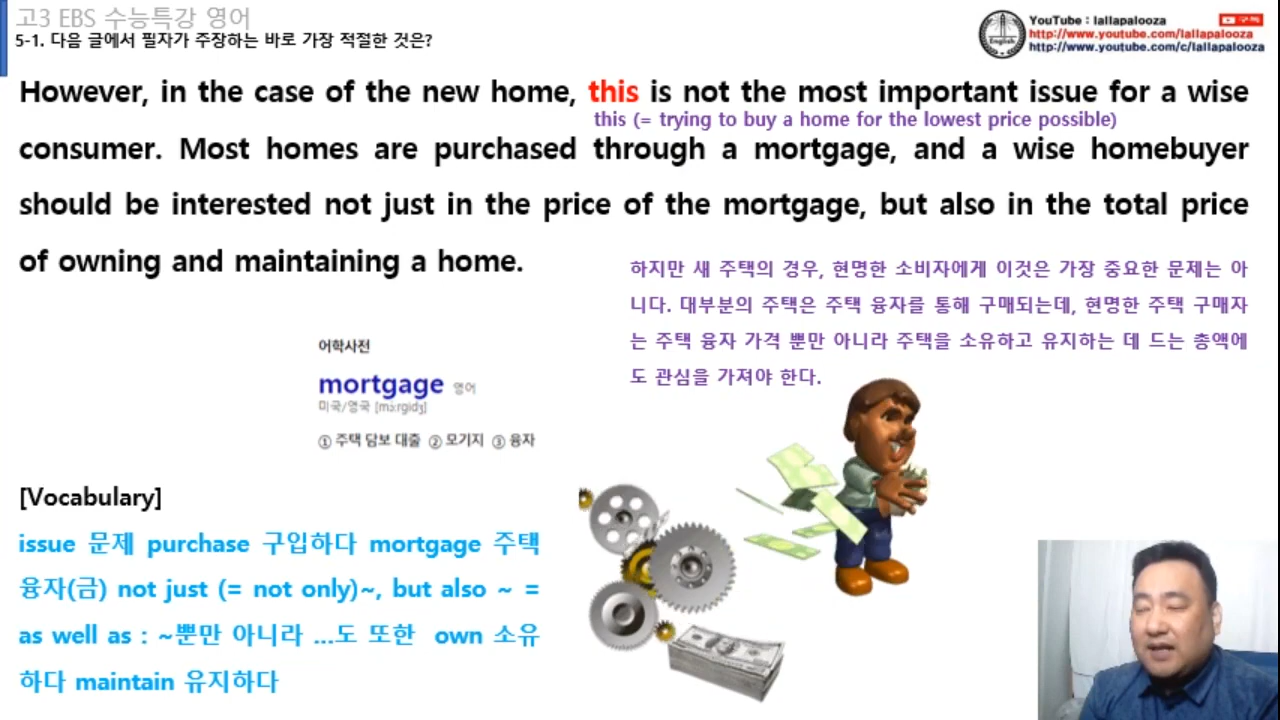 고3 EBS 수능특강 영어
5-1. 다음 글에서 필자가 주장하는 바로 가장 적절한 것은?
YouTube : lallapalooza
구독
http://www.youtube.com/lallapalooza
http://www.youtube.com/c/lallapalooza
English
However, in the case of the new home, this is not the most important issue for a wise
this (= trying to buy a home for the lowest price possible)
consumer. Most homes are purchased through a mortgage, and a wise homebuyer
should be interested not just in the price of the mortgage, but also in the total price
of owning and maintaining a home.
하지만 새 주택의 경우, 현명한 소비자에게 이것은 가장 중요한 문제는 아
니다. 대부분의 주택은 주택 융자를 통해 구매되는데, 현명한 주택 구매자
는 주택 융자 가격 뿐만 아니라 주택을 소유하고 유지하는 데 드는 총액에
도 관심을 가져야 한다.
어학사전
mortgage 영어
미국/영국 [mɔːrgidʒ]
① 주택 담보 대출 ② 모기지 ③ 융자
[Vocabulary]
issue 문제 purchase 구입하다 mortgage 주택
융자(금) not just (= not only)~, but also ~ =
as well as : ~뿐만 아니라 ...도 또한 own 소유
하다 maintain 유지하다